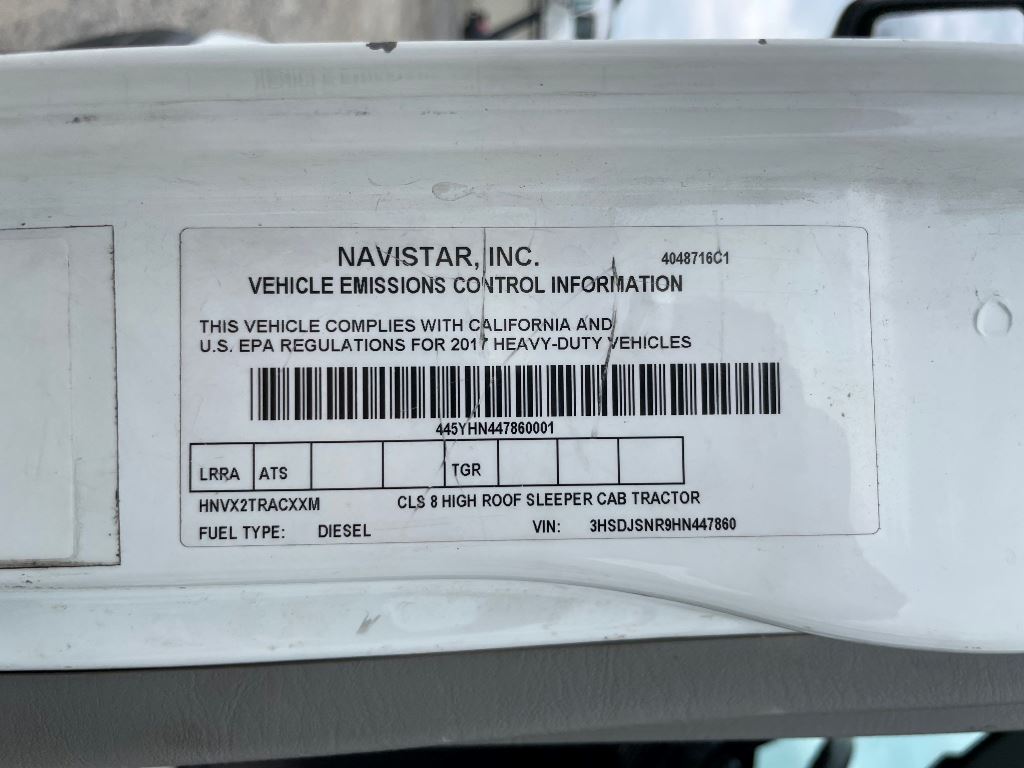 NAVISTAR, INC.
4048716C1
VEHICLE EMISSIONS CONTROL INFORMATION
THIS VEHICLE COMPLIES WITH CALIFORNIA AND
U.S. EPA REGULATIONS FOR 2017 HEAVY-DUTY VEHICLES
445YHN447860001
LRRA ATS TGR
HNVX2TRACXXM CLS 8 HIGH ROOF SLEEPER CAB TRACTOR
FUEL TYPE: DIESEL VIN: 3HSDJSNR9HN447860